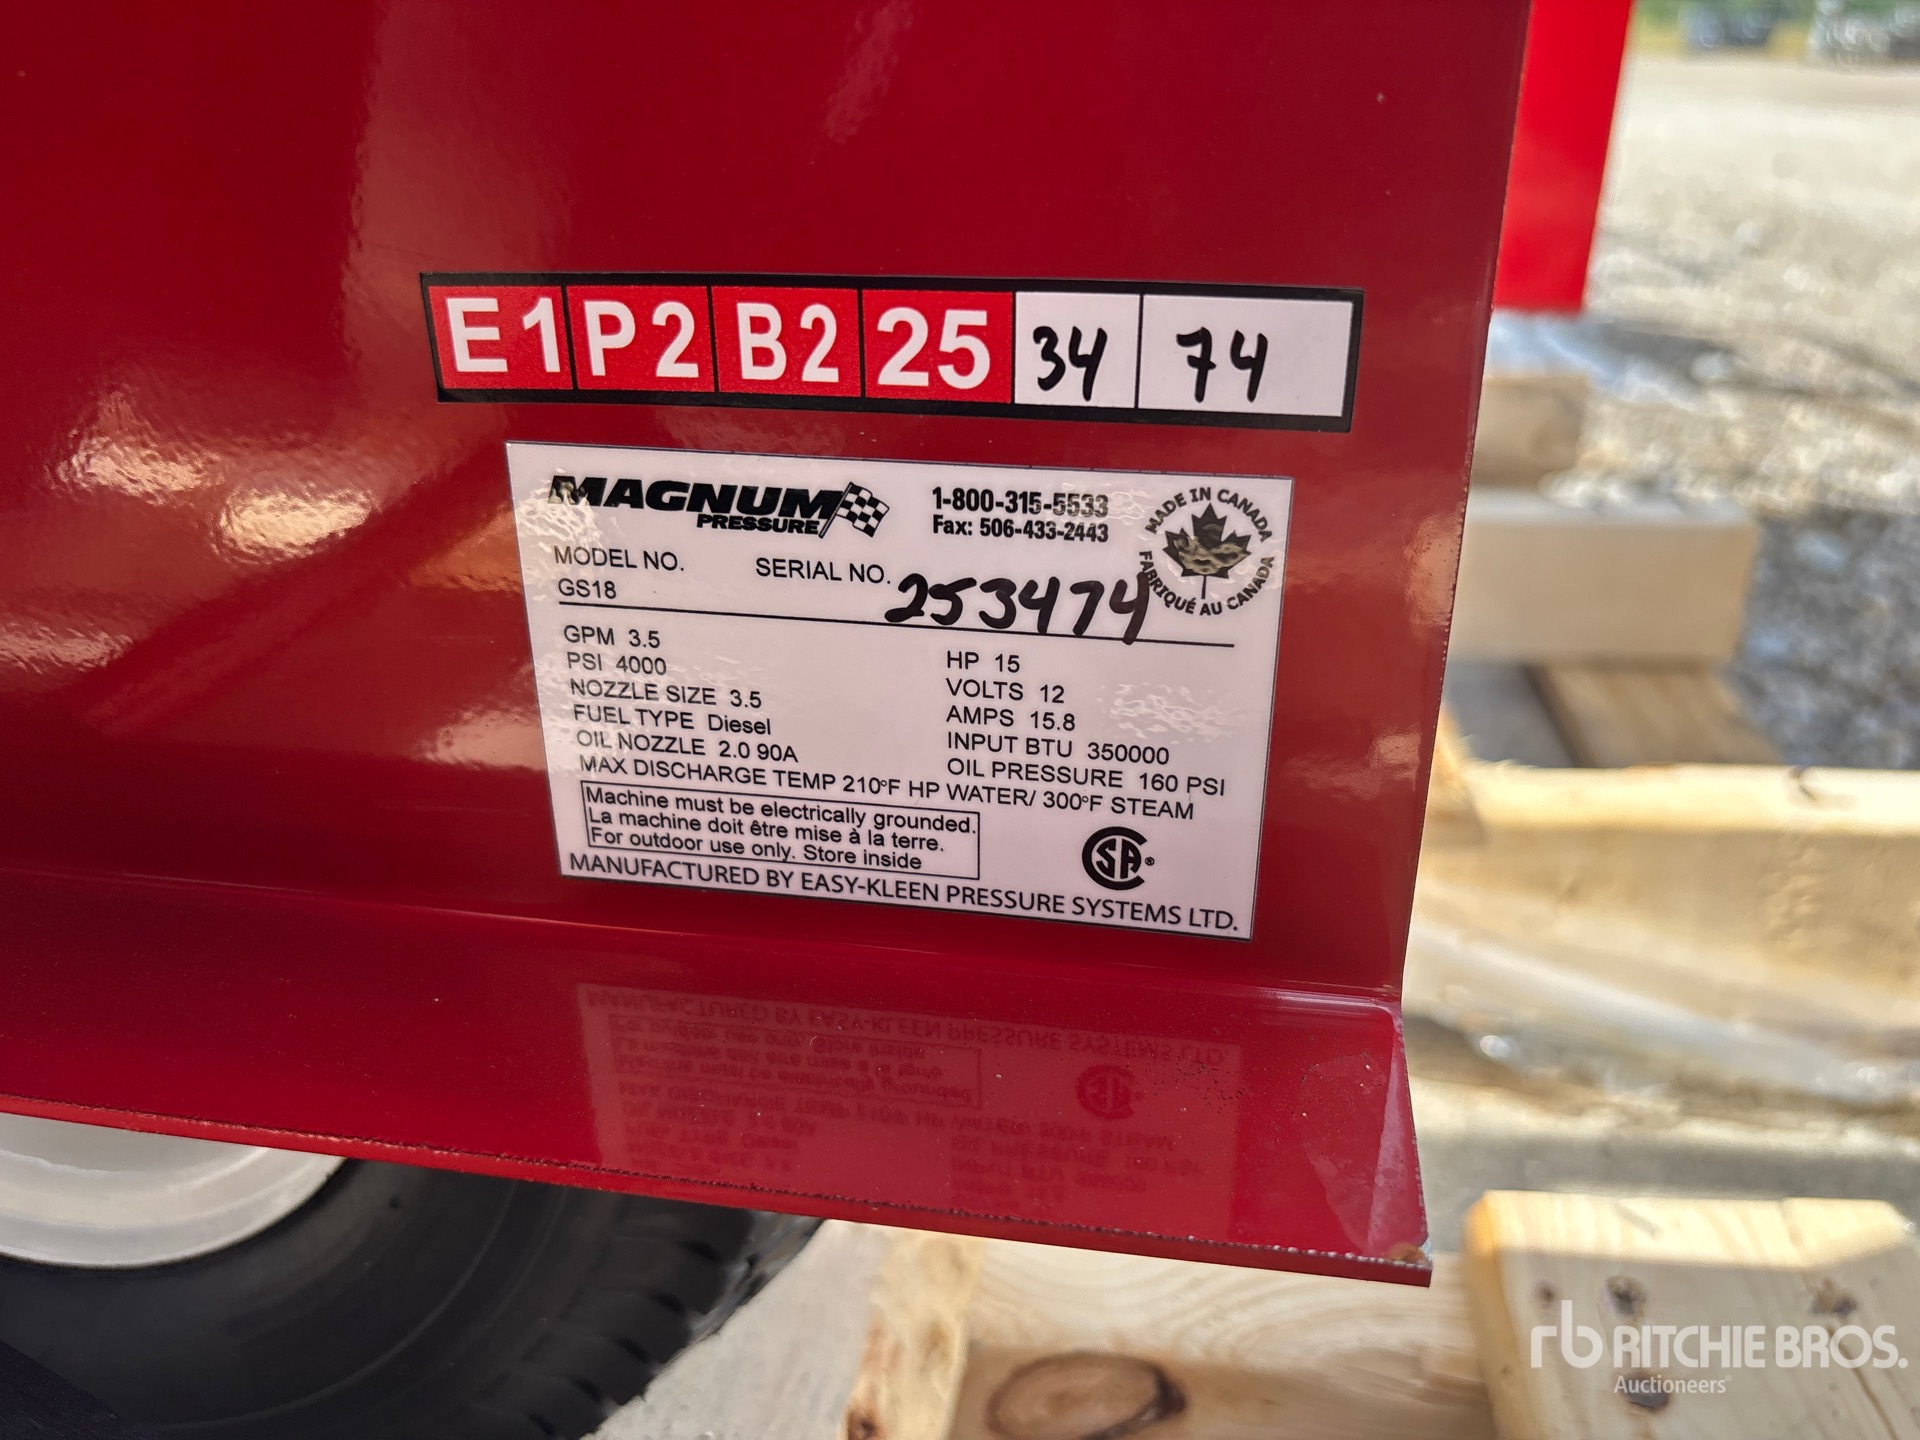 E1 P2 B2 25 34 74
MAGNUM
PRESSURE
1-800-315-5533
Fax: 506-433-2443
MADE IN CANADA
FABRIQUÉ AU CANADA
MODEL NO.
GS18
SERIAL NO. 253474
GPM 3.5
PSI 4000
NOZZLE SIZE 3.5
FUEL TYPE Diesel
OIL NOZZLE 2.0 90A
HP 15
VOLTS 12
AMPS 15.8
INPUT BTU 350000
OIL PRESSURE 160 PSI
MAX DISCHARGE TEMP 210°F HP WATER/ 300°F STEAM
Machine must be electrically grounded.
La machine doit être mise à la terre.
For outdoor use only. Store inside
CSA®
MANUFACTURED BY EASY-KLEEN PRESSURE SYSTEMS LTD.
rb RITCHIE BROS.
Auctioneers